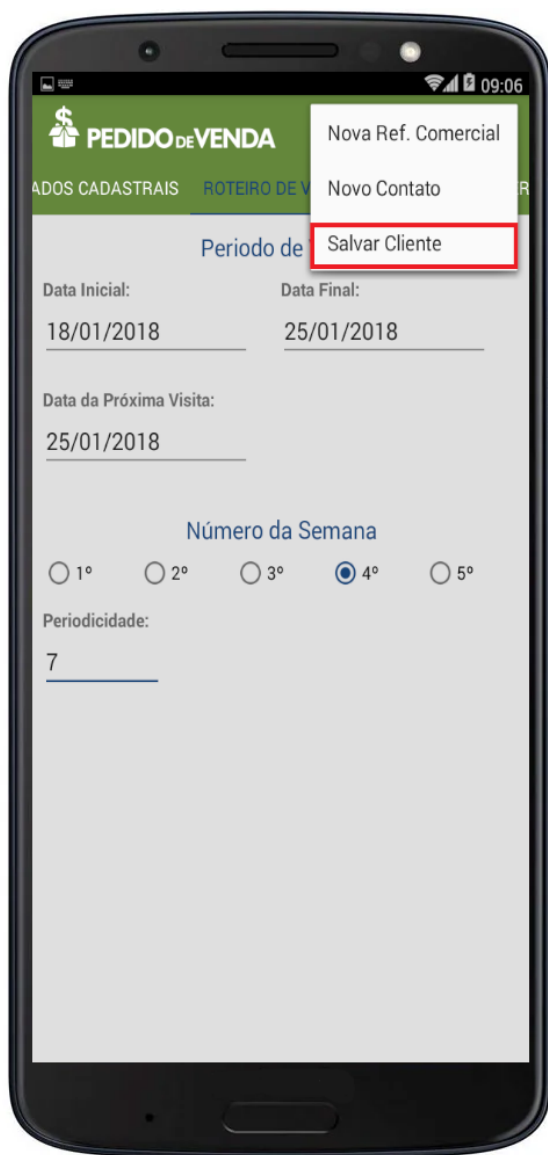 09:06
PEDIDO DE VENDA
Nova Ref. Comercial
ADOS CADASTRAIS ROTEIRO DE V
Novo Contato
R
Periodo de
Salvar Cliente
Data Inicial: Data Final:
18/01/2018 25/01/2018
Data da Próxima Visita:
25/01/2018
Número da Semana
1º 2º 3º 4º 5º
Periodicidade:
7